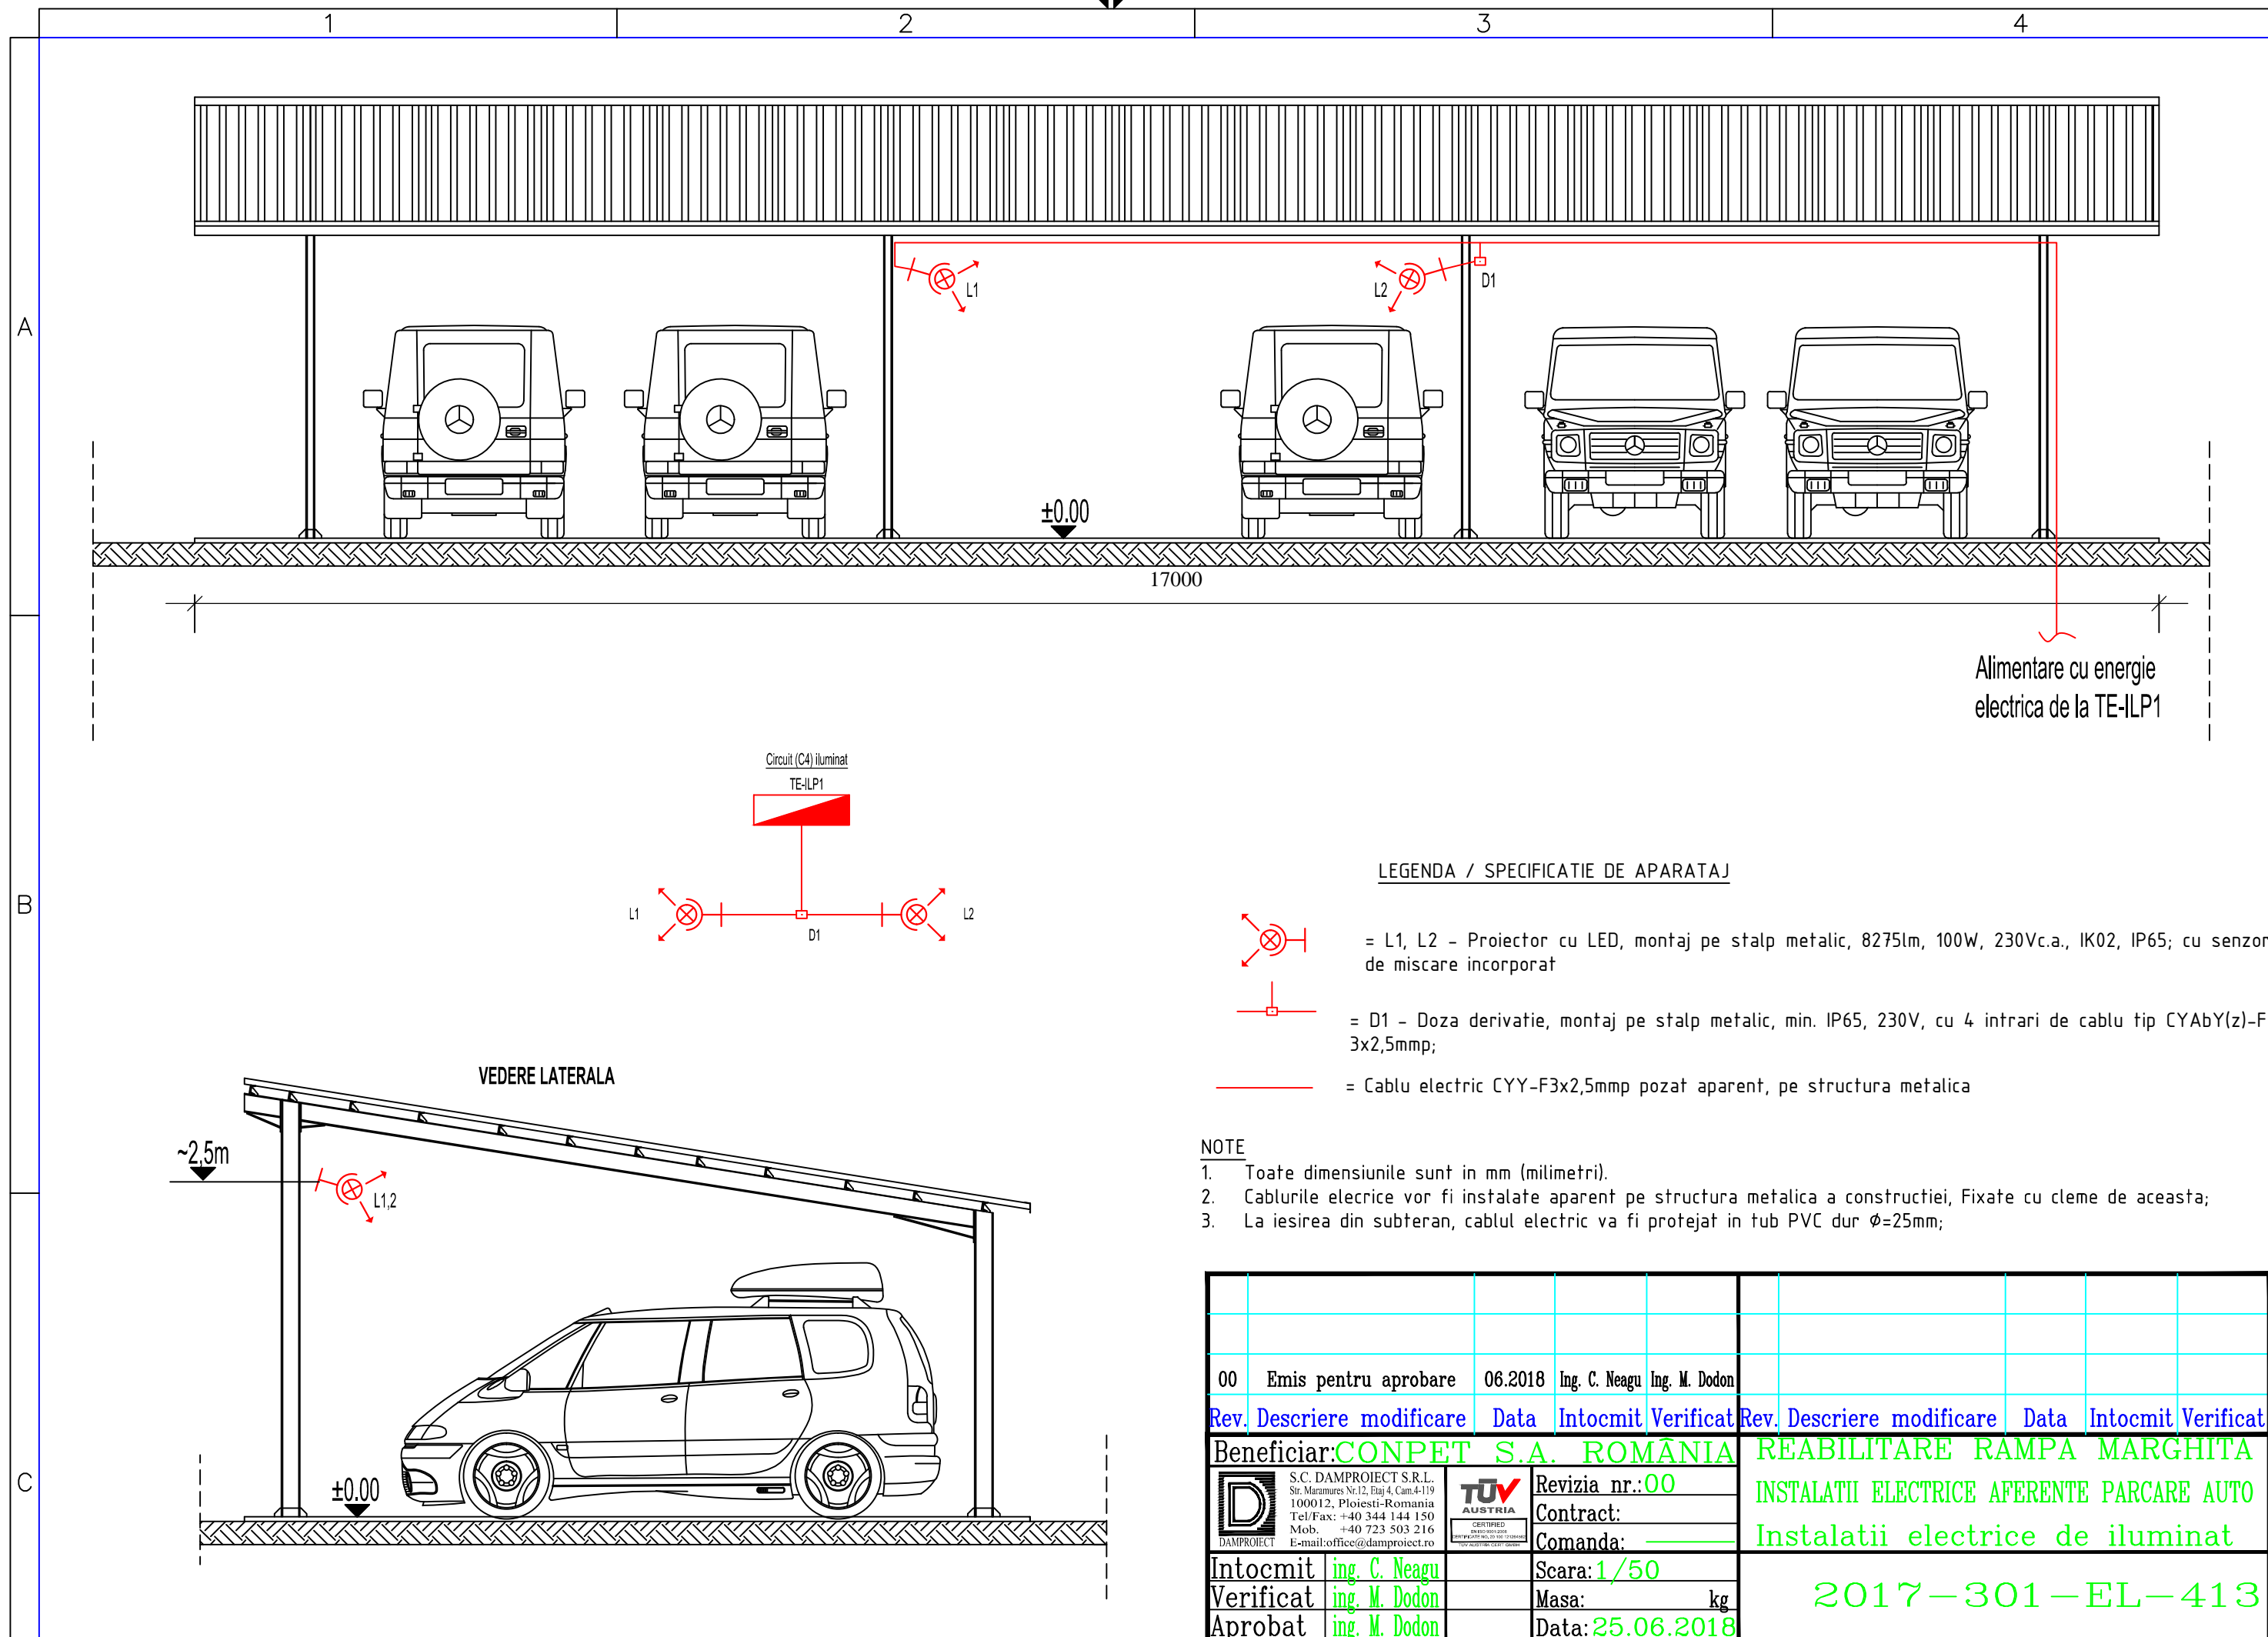 1 2 3 4
A
B
C
L1
L2
D1
±0.00
17000
Alimentare cu energie
electrica de la TE-ILP1
Circuit (C4) iluminat
TE-ILP1
L1
D1
L2
LEGENDA / SPECIFICATIE DE APARATAJ
= L1, L2 - Proiector cu LED, montaj pe stalp metalic, 8275lm, 100W, 230Vc.a., IK02, IP65; cu senzor
de miscare incorporat
= D1 - Doza derivatie, montaj pe stalp metalic, min. IP65, 230V, cu 4 intrari de cablu tip CYAbY(z)-F
3x2,5mmp;
= Cablu electric CYY-F3x2,5mmp pozat aparent, pe structura metalica
VEDERE LATERALA
~2,5m
L1,2
±0.00
NOTE
1. Toate dimensiunile sunt in mm (milimetri).
2. Cablurile elecrice vor fi instalate aparent pe structura metalica a constructiei, Fixate cu cleme de aceasta;
3. La iesirea din subteran, cablul electric va fi protejat in tub PVC dur Φ=25mm;
00 Emis pentru aprobare 06.2018 Ing. C. Neagu Ing. M. Dodon
Rev. Descriere modificare Data Intocmit Verificat Rev. Descriere modificare Data Intocmit Verificat
Beneficiar: CONPET S.A. ROMÂNIA
REABILITARE RAMPA MARGHITA
INSTALATII ELECTRICE AFERENTE PARCARE AUTO
Instalatii electrice de iluminat
DAMPROIECT
S.C. DAMPROIECT S.R.L.
Str. Maramures Nr.12, Etaj 4, Cam.4-119
100012, Ploiesti-Romania
Tel/Fax: +40 344 144 150
Mob. +40 723 503 216
E-mail:office@damproiect.ro
TÜV
AUSTRIA
CERTIFIED
Revizia nr.: 00
Contract:
Comanda:
Intocmit ing. C. Neagu
Verificat ing. M. Dodon
Aprobat ing. M. Dodon
Scara: 1/50
Masa: kg
Data: 25.06.2018
2017-301-EL-413